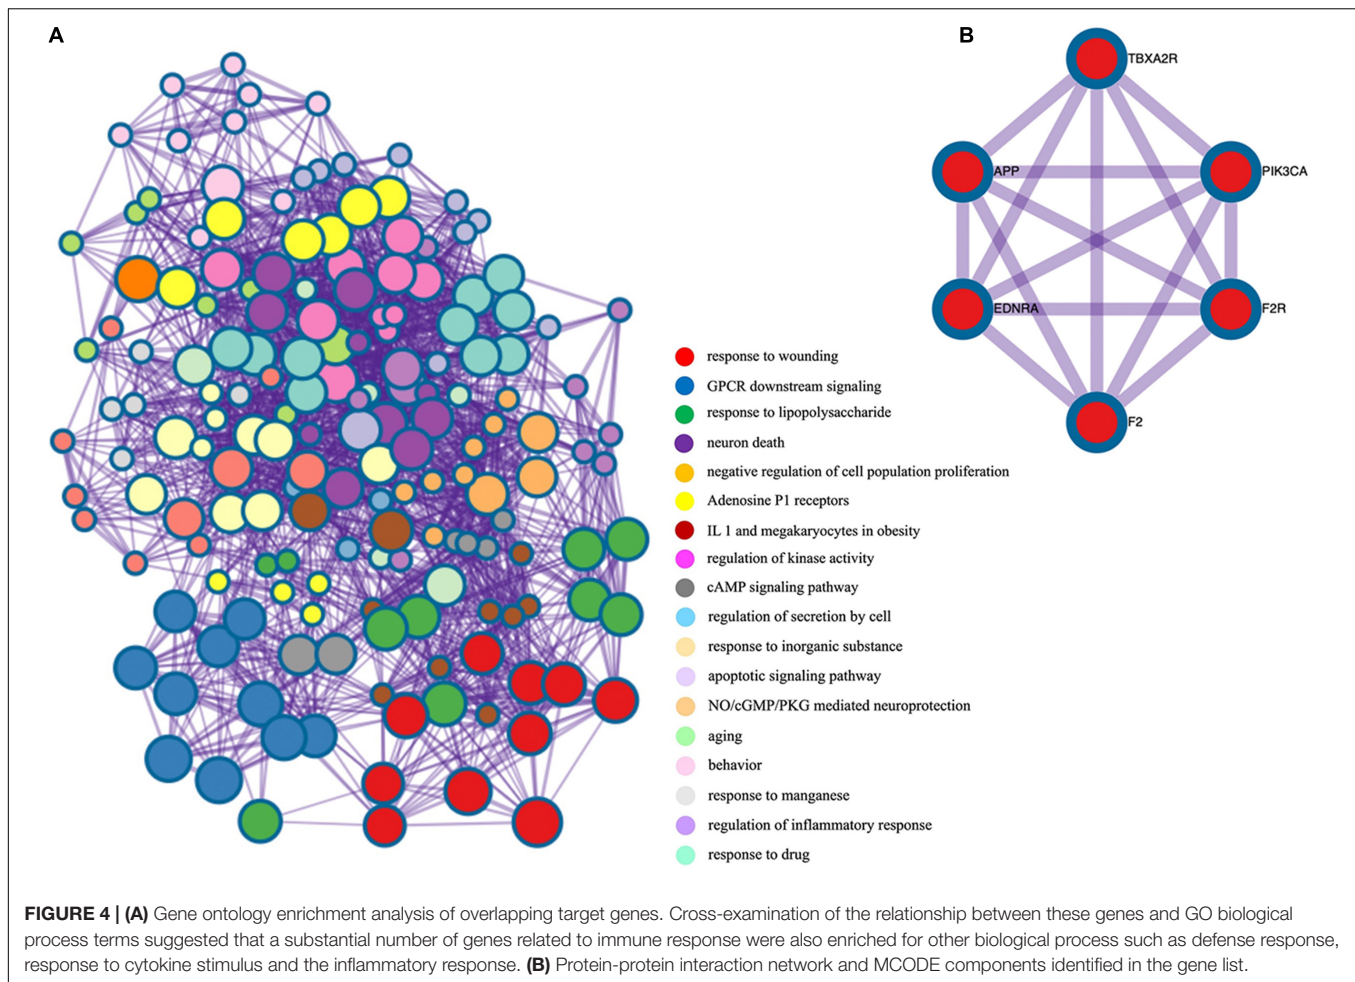 A
B
TBXA2R
APP
PIK3CA
EDNRA
F2R
F2
response to wounding
GPCR downstream signaling
response to lipopolysaccharide
neuron death
negative regulation of cell population proliferation
Adenosine P1 receptors
IL 1 and megakaryocytes in obesity
regulation of kinase activity
cAMP signaling pathway
regulation of secretion by cell
response to inorganic substance
apoptotic signaling pathway
NO/cGMP/PKG mediated neuroprotection
aging
behavior
response to manganese
regulation of inflammatory response
response to drug
FIGURE 4 | (A) Gene ontology enrichment analysis of overlapping target genes. Cross-examination of the relationship between these genes and GO biological
process terms suggested that a substantial number of genes related to immune response were also enriched for other biological process such as defense response,
response to cytokine stimulus and the inflammatory response. (B) Protein-protein interaction network and MCODE components identified in the gene list.